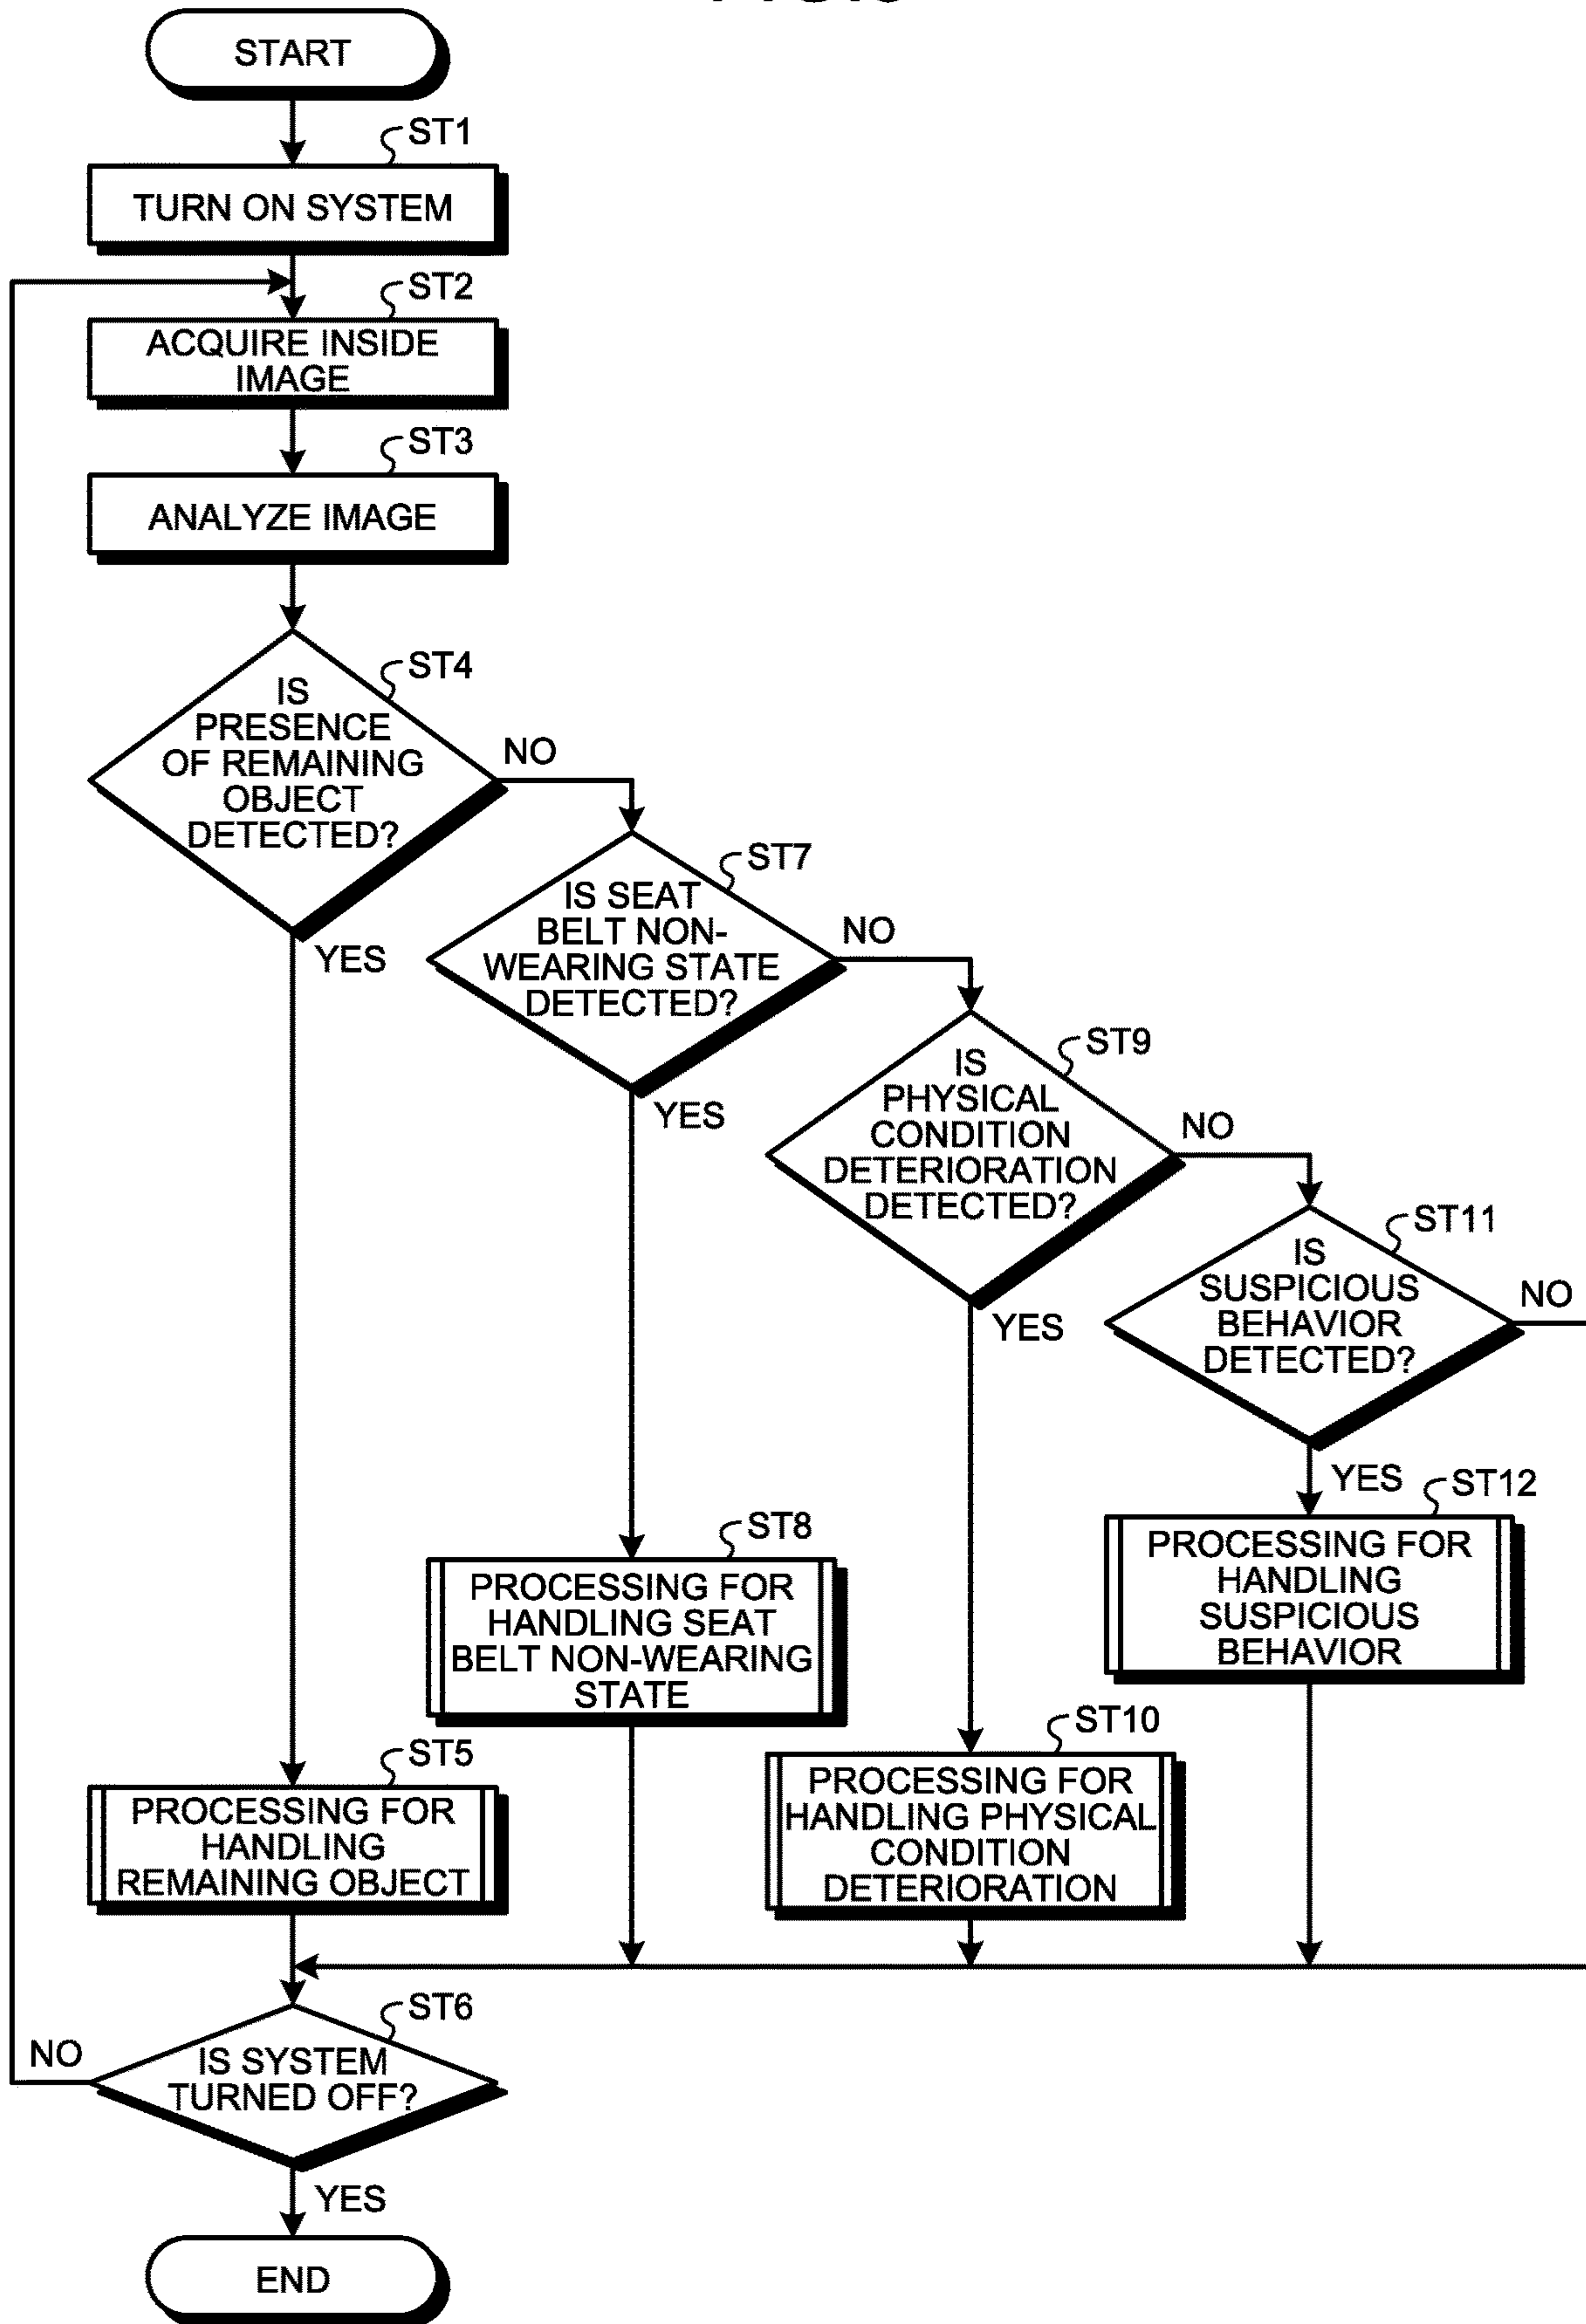 START
ST1
TURN ON SYSTEM
ST2
ACQUIRE INSIDE
IMAGE
ST3
ANALYZE IMAGE
ST4
IS
PRESENCE
OF REMAINING
OBJECT
DETECTED?
NO
YES
ST7
IS SEAT
BELT NON-
WEARING STATE
DETECTED?
NO
YES
ST9
IS
PHYSICAL
CONDITION
DETERIORATION
DETECTED?
NO
YES
ST11
IS
SUSPICIOUS
BEHAVIOR
DETECTED?
NO
YES
ST12
PROCESSING FOR
HANDLING
SUSPICIOUS
BEHAVIOR
ST8
PROCESSING FOR
HANDLING SEAT
BELT NON-WEARING
STATE
ST10
PROCESSING FOR
HANDLING PHYSICAL
CONDITION
DETERIORATION
ST5
PROCESSING FOR
HANDLING
REMAINING OBJECT
ST6
IS SYSTEM
TURNED OFF?
NO
YES
END